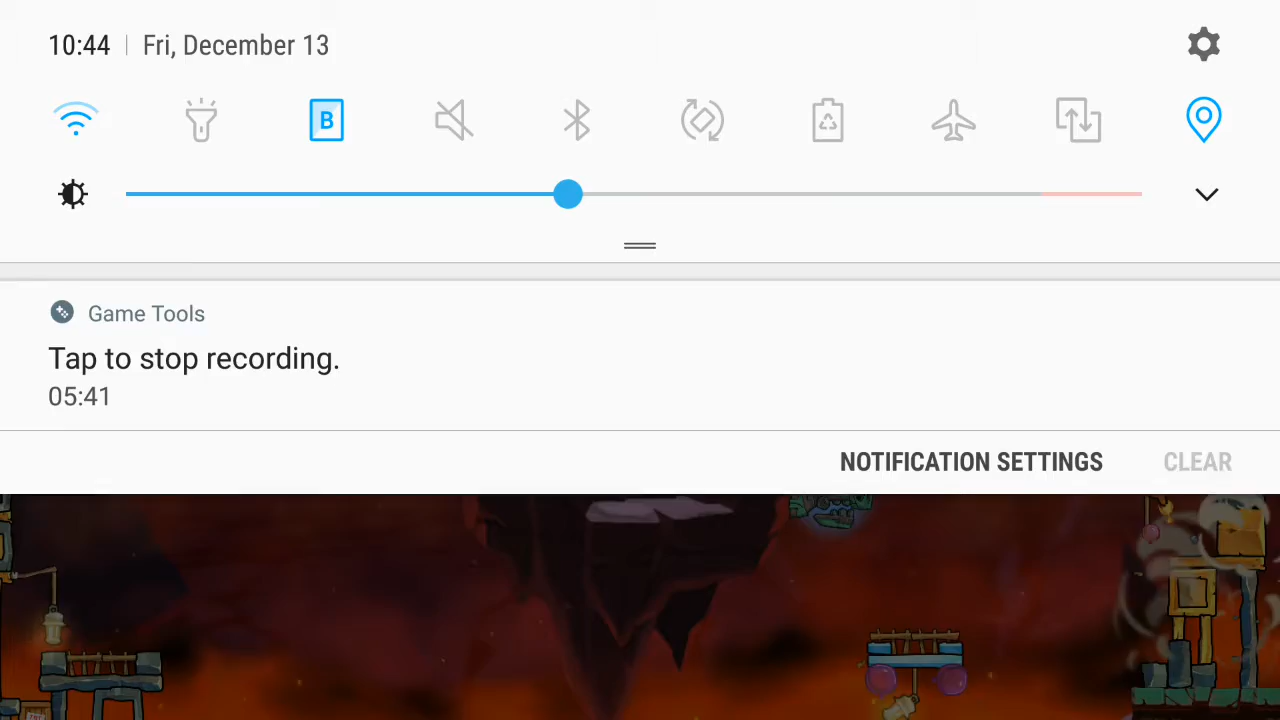 10:44 | Fri, December 13
B
Game Tools
Tap to stop recording.
05:41
NOTIFICATION SETTINGS CLEAR